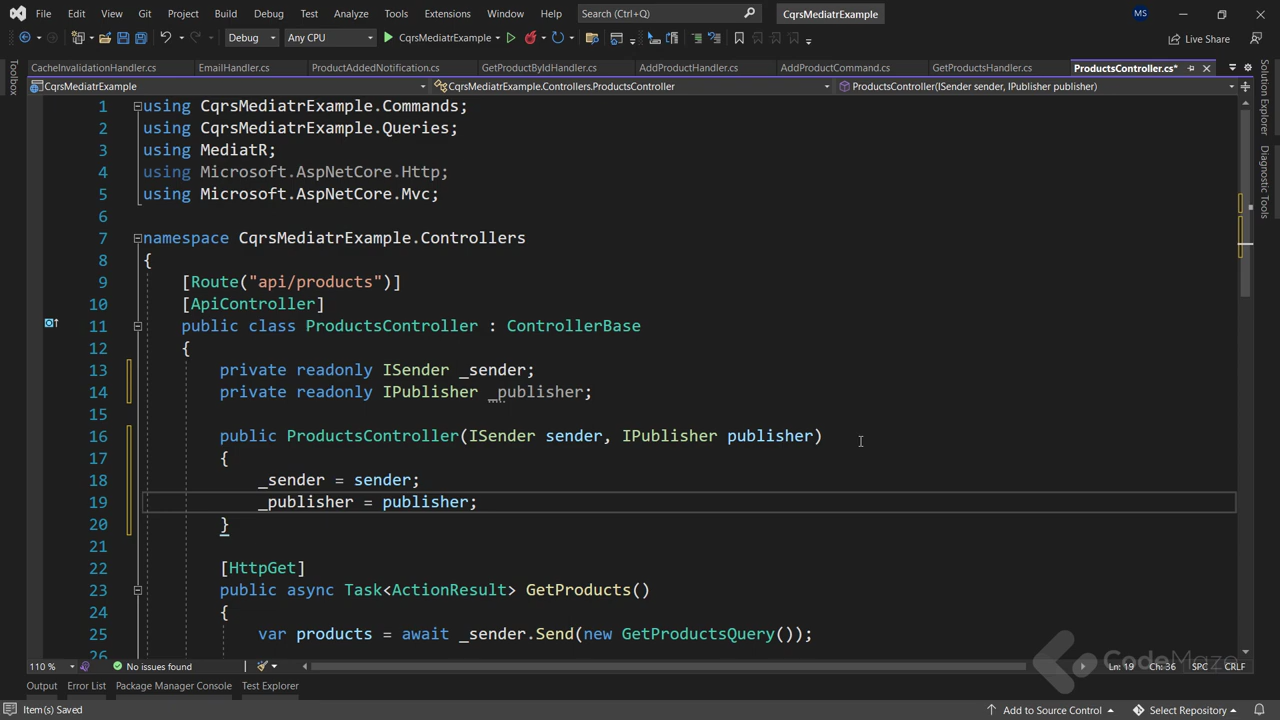 File Edit View Git Project Build Debug Test Analyze Tools Extensions Window Help Search (Ctrl+Q) CqrsMediatrExample MS
Debug Any CPU CqrsMediatrExample Live Share
CacheInvalidationHandler.cs EmailHandler.cs ProductAddedNotification.cs GetProductByIdHandler.cs AddProductHandler.cs AddProductCommand.cs GetProductsHandler.cs ProductsController.cs*
CqrsMediatrExample CqrsMediatrExample.Controllers.ProductsController ProductsController(ISender sender, IPublisher publisher)
Toolbox
Solution Explorer
Diagnostic Tools
1 using CqrsMediatrExample.Commands;
2 using CqrsMediatrExample.Queries;
3 using MediatR;
4 using Microsoft.AspNetCore.Http;
5 using Microsoft.AspNetCore.Mvc;
6
7 namespace CqrsMediatrExample.Controllers
8 {
9 [Route("api/products")]
10 [ApiController]
11 public class ProductsController : ControllerBase
12 {
13 private readonly ISender _sender;
14 private readonly IPublisher _publisher;
15
16 public ProductsController(ISender sender, IPublisher publisher)
17 {
18 _sender = sender;
19 _publisher = publisher;
20 }
21
22 [HttpGet]
23 public async Task<ActionResult> GetProducts()
24 {
25 var products = await _sender.Send(new GetProductsQuery());
26
CodeMaze
110 % No issues found Ln: 19 Ch: 36 SPC CRLF
Output Error List Package Manager Console Test Explorer
Item(s) Saved Add to Source Control Select Repository